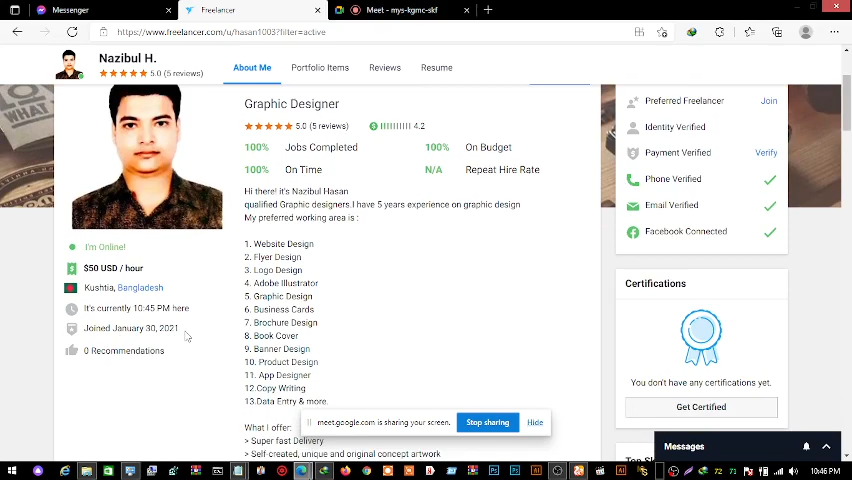 Messenger
Freelancer
Meet - mys-kgmc-skf
https://www.freelancer.com/u/hasan1003?filter=active
Nazibul H.
5.0 (5 reviews)
About Me
Portfolio Items
Reviews
Resume
Graphic Designer
5.0 (5 reviews)
4.2
100% Jobs Completed
100% On Budget
100% On Time
N/A Repeat Hire Rate
Hi there! it's Nazibul Hasan
qualified Graphic designers.I have 5 years experience on graphic design
My preferred working area is :
1. Website Design
2. Flyer Design
3. Logo Design
4. Adobe Illustrator
5. Graphic Design
6. Business Cards
7. Brochure Design
8. Book Cover
9. Banner Design
10. Product Design
11. App Designer
12.Copy Writing
13.Data Entry & more.
What I offer:
> Super fast Delivery
> Self-created, unique and original concept artwork
I'm Online!
$50 USD / hour
Kushtia, Bangladesh
It's currently 10:45 PM here
Joined January 30, 2021
0 Recommendations
Preferred Freelancer
Join
Identity Verified
Payment Verified
Verify
Phone Verified
Email Verified
Facebook Connected
Certifications
You don't have any certifications yet.
Get Certified
meet.google.com is sharing your screen.
Stop sharing
Hide
Messages
10:46 PM